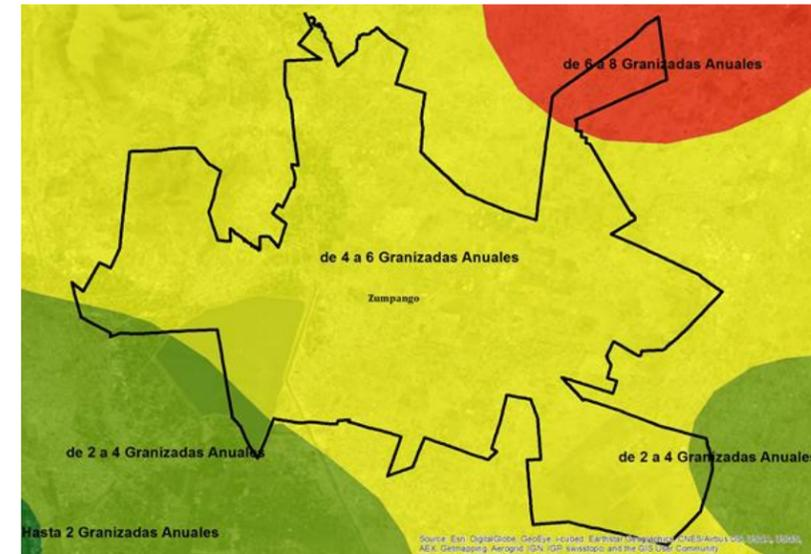 de 6 a 8 Granizadas Anuales
de 4 a 6 Granizadas Anuales
Zumpango
de 2 a 4 Granizadas Anuales
de 2 a 4 Granizadas Anuales
Hasta 2 Granizadas Anuales
Source: Esri, DigitalGlobe, GeoEye, i-cubed, Earthstar Geographics, CNES/Airbus DS, USDA, USGS,
AEX, Getmapping, Aerogrid, IGN, IGP, swisstopo, and the GIS User Community